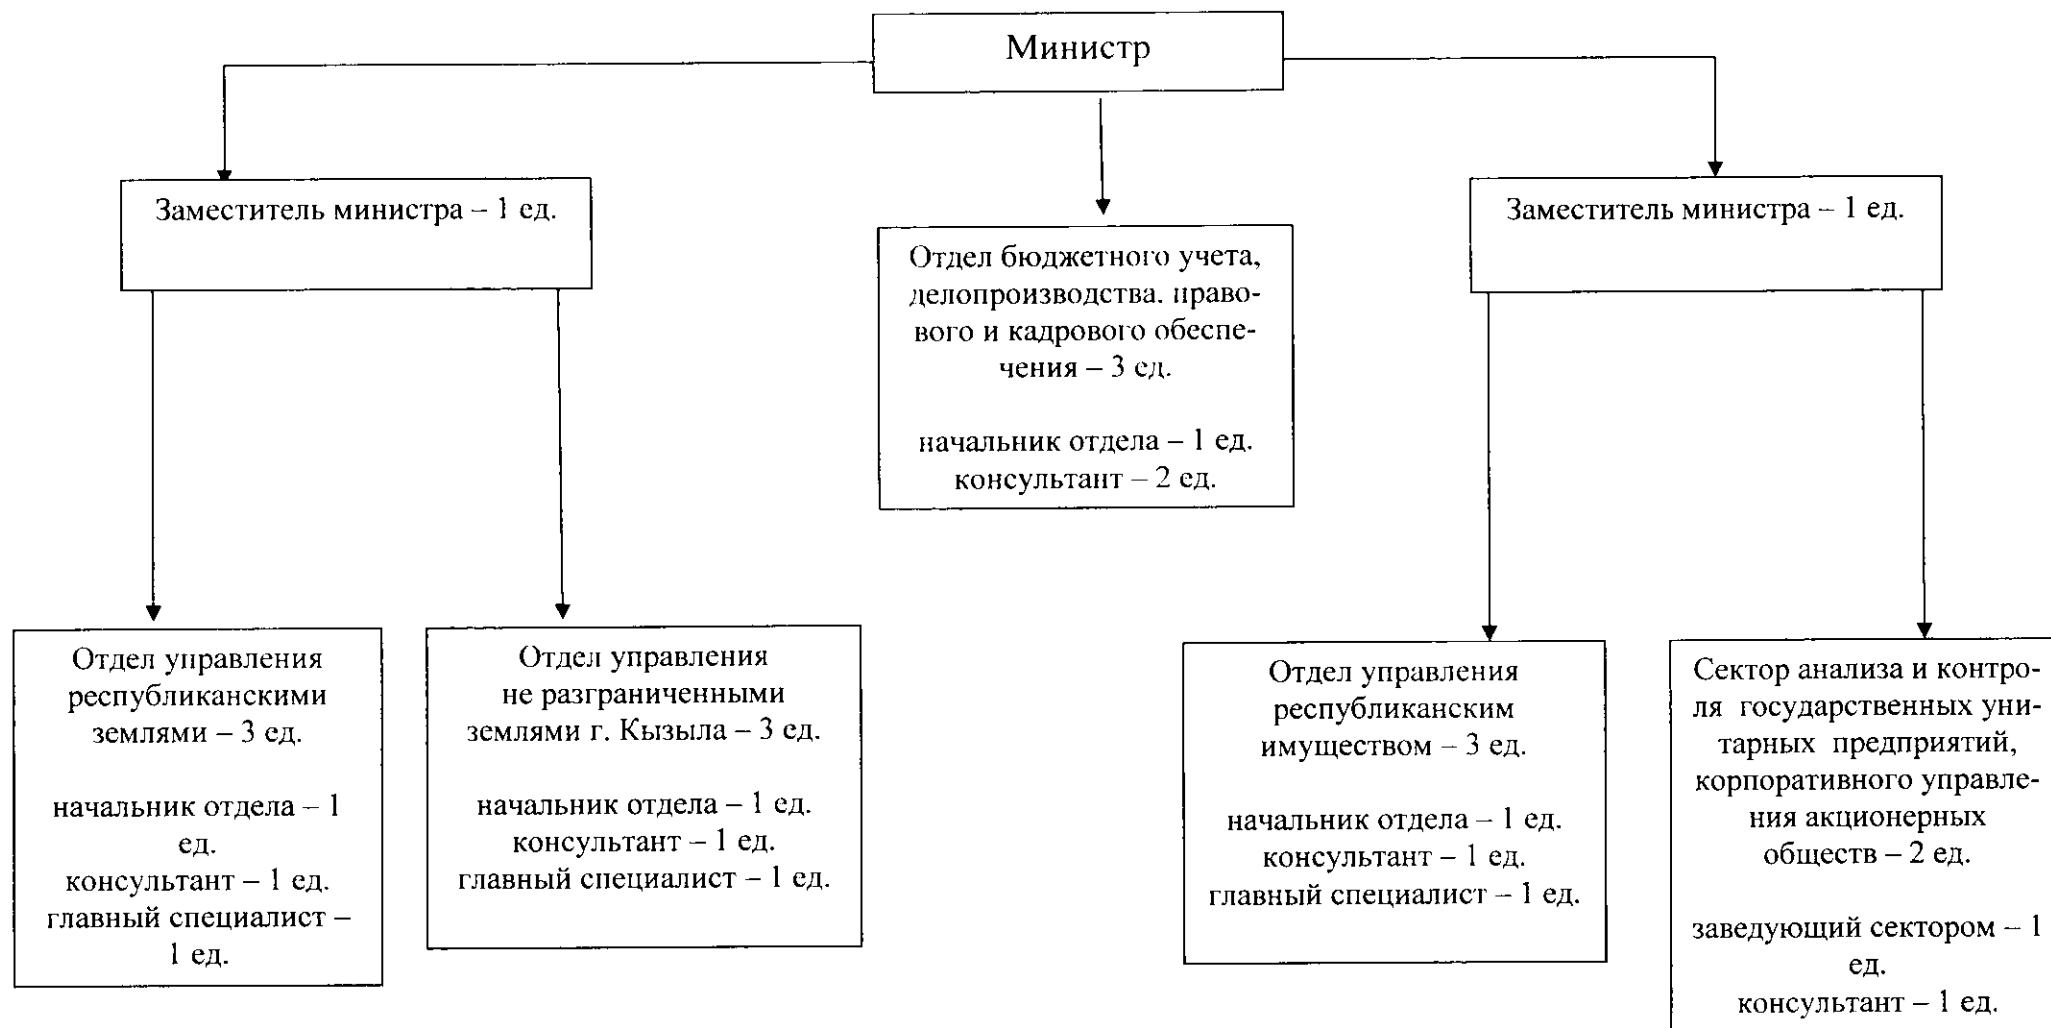 Министр
Заместитель министра – 1 ед.
Отдел бюджетного учета,
делопроизводства, право-
вого и кадрового обеспе-
чения – 3 ед.
начальник отдела – 1 ед.
консультант – 2 ед.
Заместитель министра – 1 ед.
Отдел управления
республиканскими
землями – 3 ед.
начальник отдела – 1
ед.
консультант – 1 ед.
главный специалист –
1 ед.
Отдел управления
не разграниченными
землями г. Кызыла – 3 ед.
начальник отдела – 1 ед.
консультант – 1 ед.
главный специалист – 1 ед.
Отдел управления
республиканским
имуществом – 3 ед.
начальник отдела – 1 ед.
консультант – 1 ед.
главный специалист – 1 ед.
Сектор анализа и контро-
ля государственных уни-
тарных предприятий,
корпоративного управле-
ния акционерных
обществ – 2 ед.
заведующий сектором – 1
ед.
консультант – 1 ед.